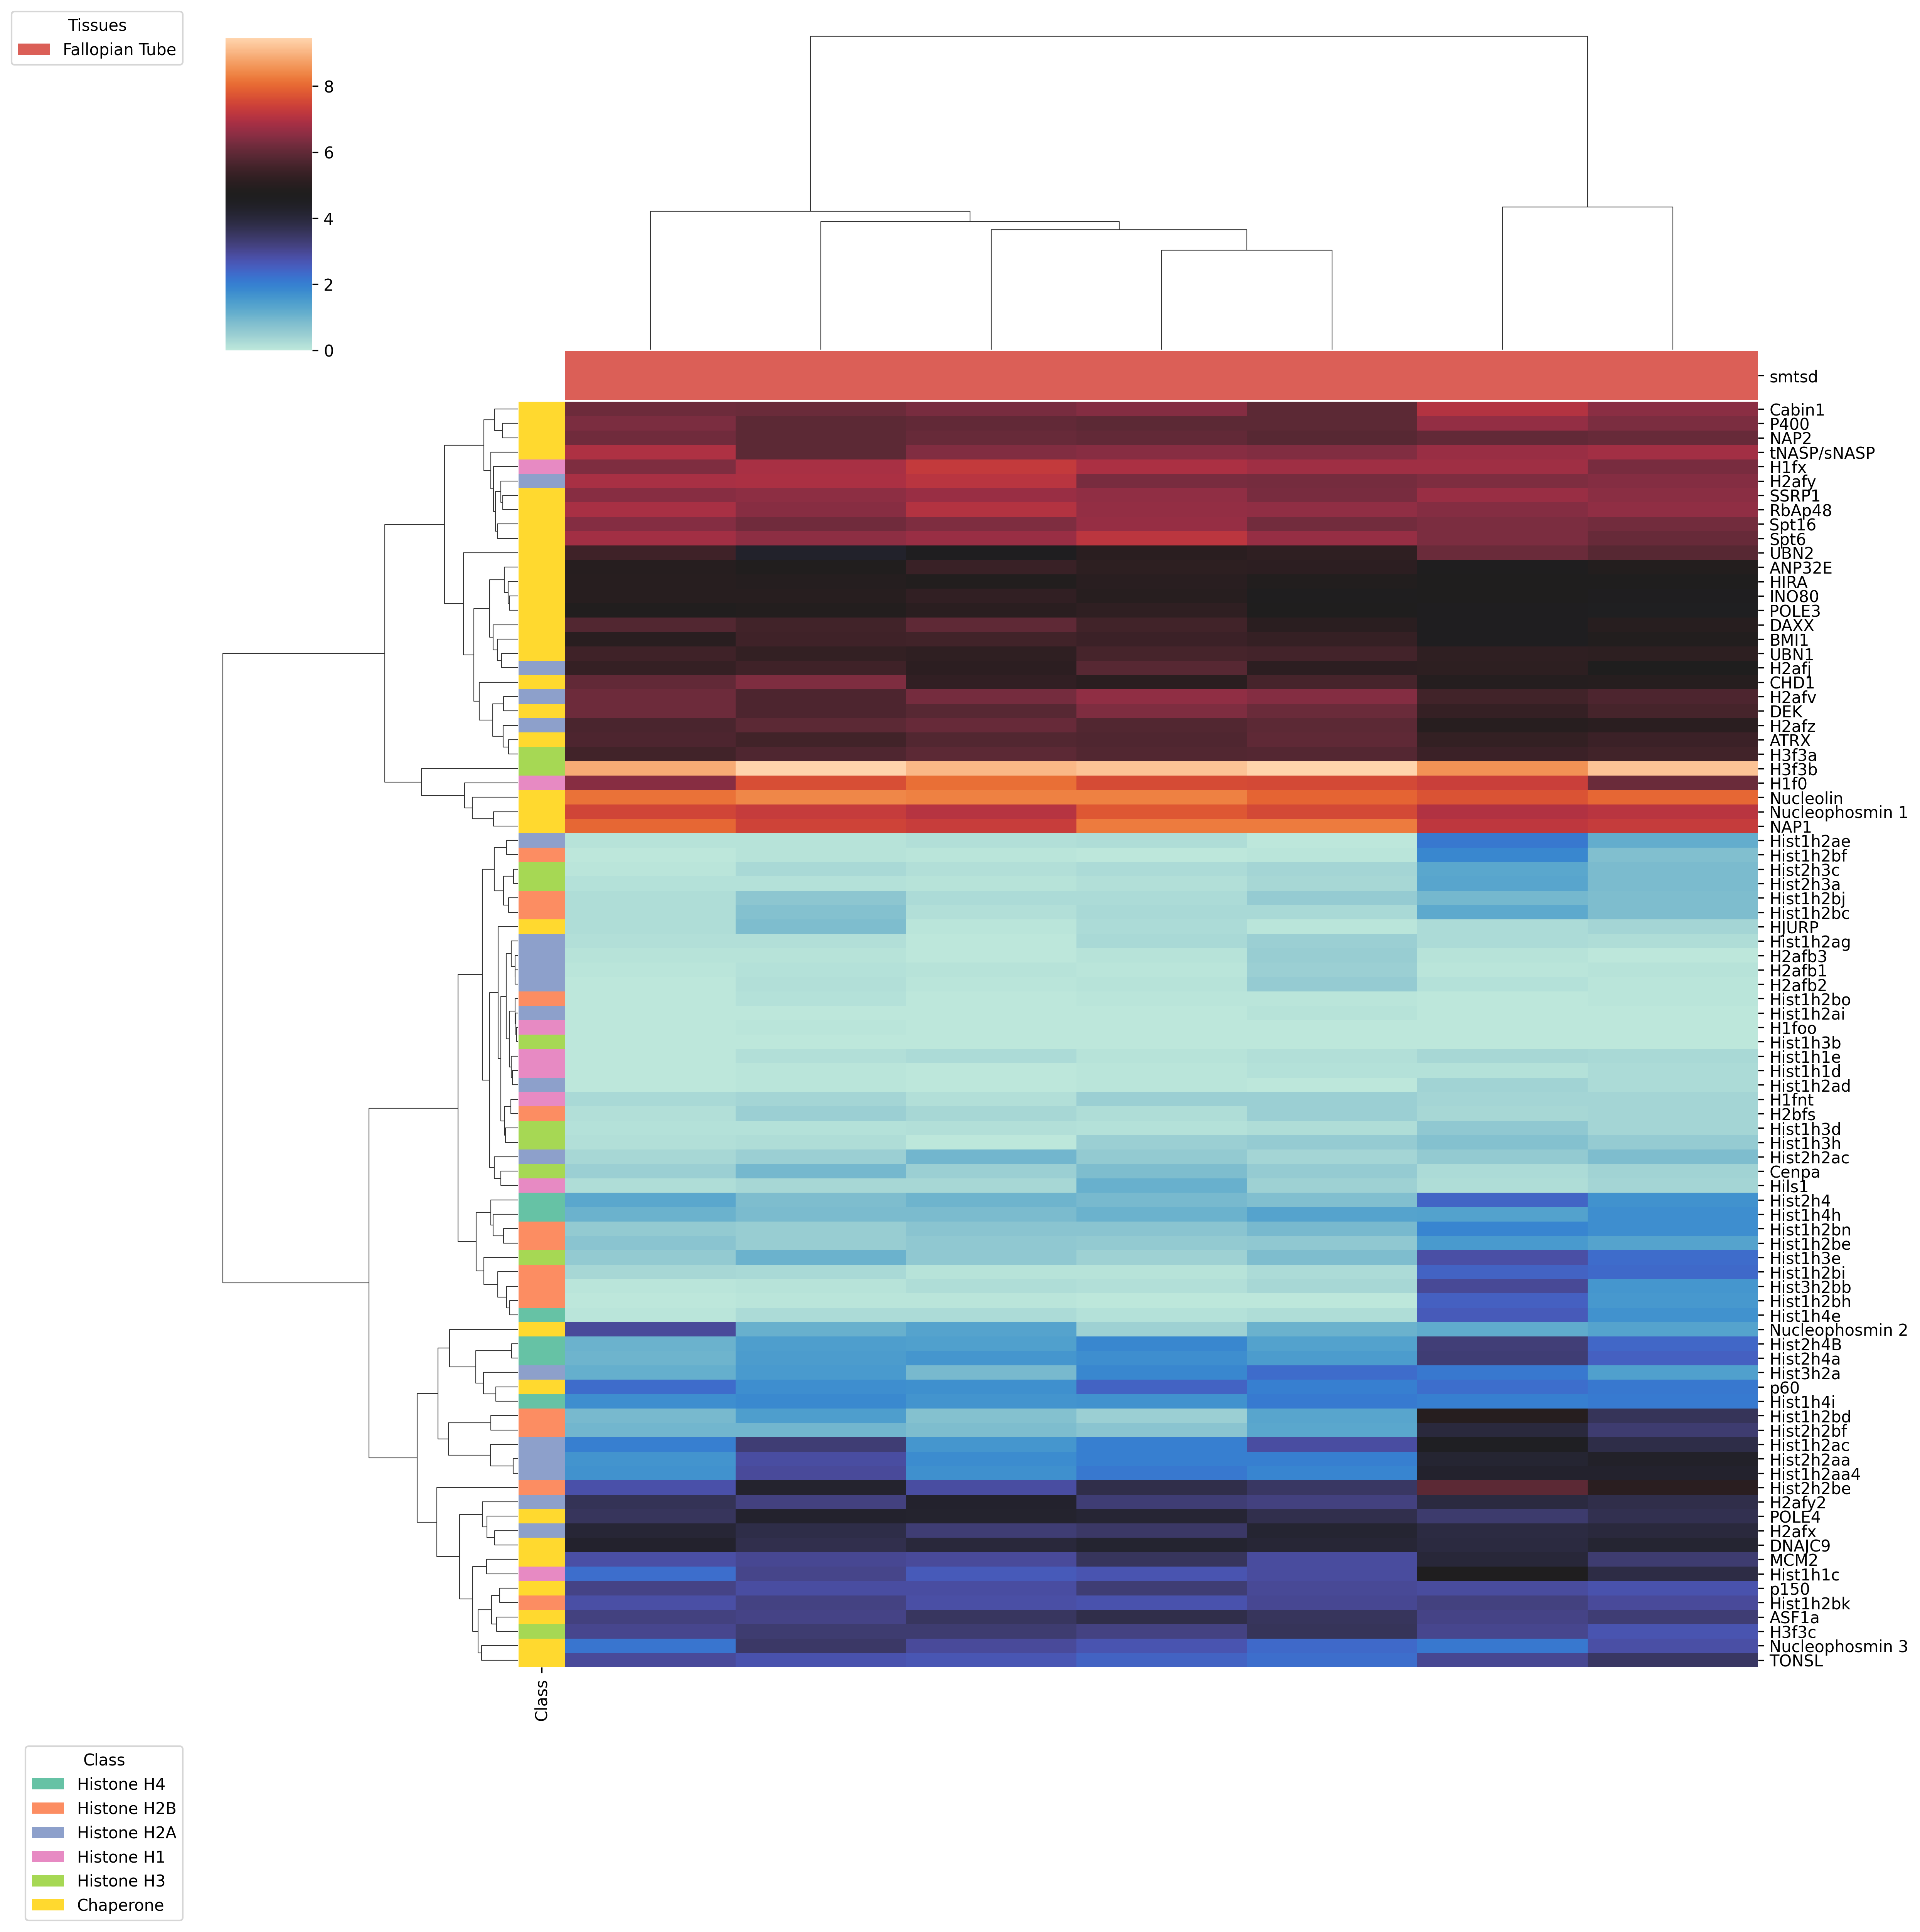 Tissues
Fallopian Tube
8
6
4
2
0
smtsd
Cabin1
P400
NAP2
tNASP/sNASP
H1fx
H2afy
SSRP1
RbAp48
Spt16
Spt6
UBN2
ANP32E
HIRA
INO80
POLE3
DAXX
BMI1
UBN1
H2afj
CHD1
H2afv
DEK
H2afz
ATRX
H3f3a
H3f3b
H1f0
Nucleolin
Nucleophosmin 1
NAP1
Hist1h2ae
Hist1h2bf
Hist2h3c
Hist2h3a
Hist1h2bj
Hist1h2bc
HJURP
Hist1h2ag
H2afb3
H2afb1
H2afb2
Hist1h2bo
Hist1h2ai
H1foo
Hist1h3b
Hist1h1e
Hist1h1d
Hist1h2ad
H1fnt
H2bfs
Hist1h3d
Hist1h3h
Hist2h2ac
Cenpa
Hils1
Hist2h4
Hist1h4h
Hist1h2bn
Hist1h2be
Hist1h3e
Hist1h2bi
Hist3h2bb
Hist1h2bh
Hist1h4e
Nucleophosmin 2
Hist2h4B
Hist2h4a
Hist3h2a
p60
Hist1h4i
Hist1h2bd
Hist2h2bf
Hist1h2ac
Hist2h2aa
Hist1h2aa4
Hist2h2be
H2afy2
POLE4
H2afx
DNAJC9
MCM2
Hist1h1c
p150
Hist1h2bk
ASF1a
H3f3c
Nucleophosmin 3
TONSL
Class
Class
Histone H4
Histone H2B
Histone H2A
Histone H1
Histone H3
Chaperone